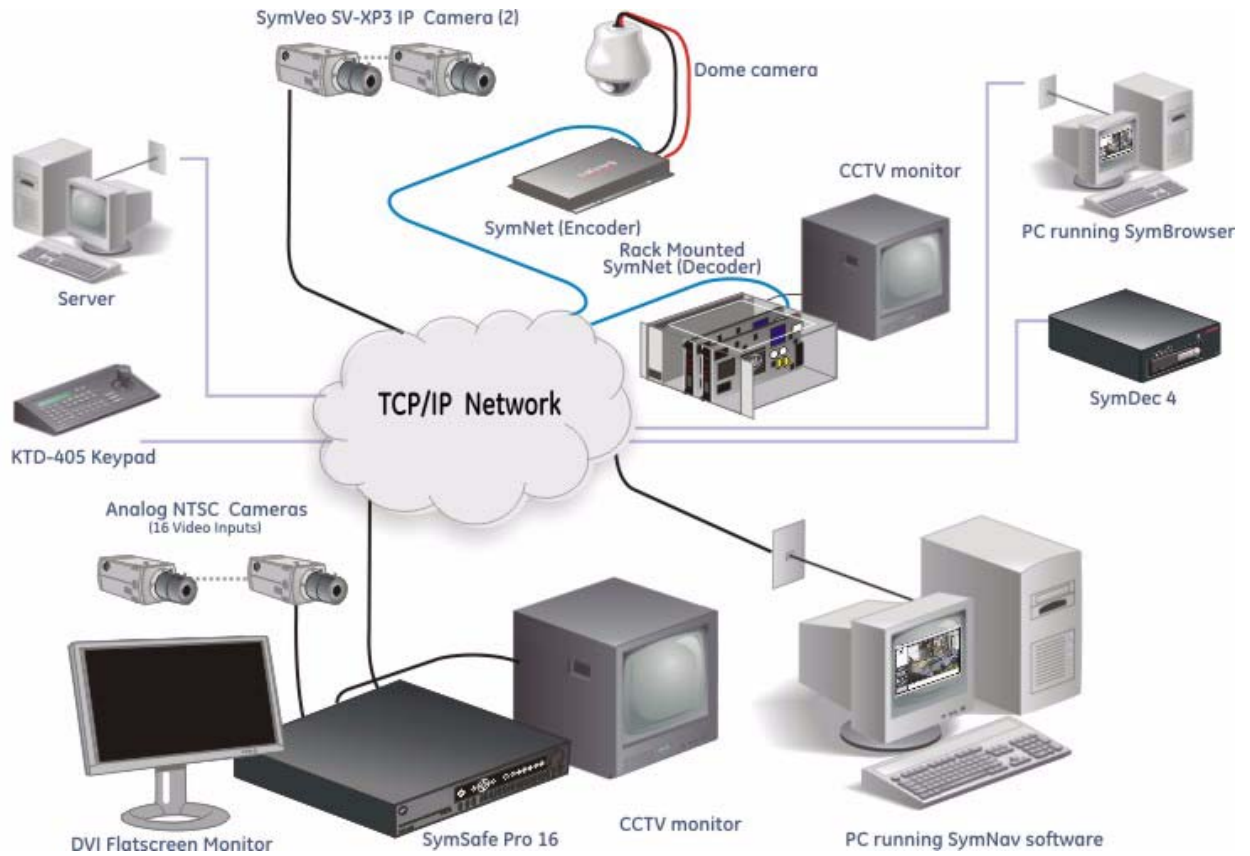 SymVeo SV-XP3 IP Camera (2)
Dome camera
CCTV monitor
SymNet (Encoder)
PC running SymBrowser
Rack Mounted
SymNet (Decoder)
Server
TCP/IP Network
SymDec 4
KTD-405 Keypad
Analog NTSC Cameras
(16 Video Inputs)
CCTV monitor
PC running SymNav software
SymSafe Pro 16
DVI Flatscreen Monitor